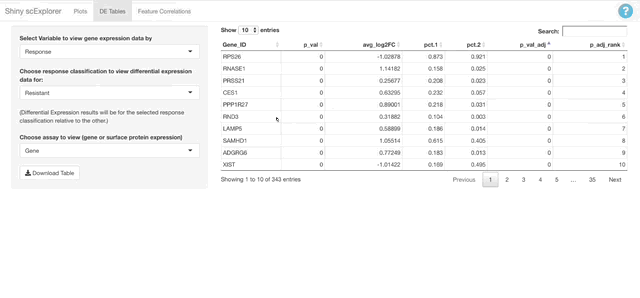 Shiny scExplorer Plots DE Tables Feature Correlations ?
Select Variable to view gene expression data by
Response
Choose response classification to view differential expression
data for:
Resistant
(Differential Expression results will be for the selected response
classification relative to the other.)
Choose assay to view (gene or surface protein expression)
Gene
Download Table
Show 10 entries Search:
Gene_ID p_val avg_log2FC pct.1 pct.2 p_val_adj p_adj_rank
RPS26 0 -1.02878 0.873 0.921 0 1
RNASE1 0 1.14182 0.158 0.025 0 2
PRSS21 0 0.25677 0.208 0.023 0 3
CES1 0 0.63295 0.232 0.057 0 4
PPP1R27 0 0.89001 0.218 0.031 0 5
RND3 0 0.31882 0.104 0.003 0 6
LAMP5 0 0.58899 0.186 0.014 0 7
SAMHD1 0 1.05514 0.615 0.405 0 8
ADGRG6 0 0.77249 0.183 0.013 0 9
XIST 0 -1.01422 0.169 0.495 0 10
Showing 1 to 10 of 343 entries Previous 1 2 3 4 5 ... 35 Next